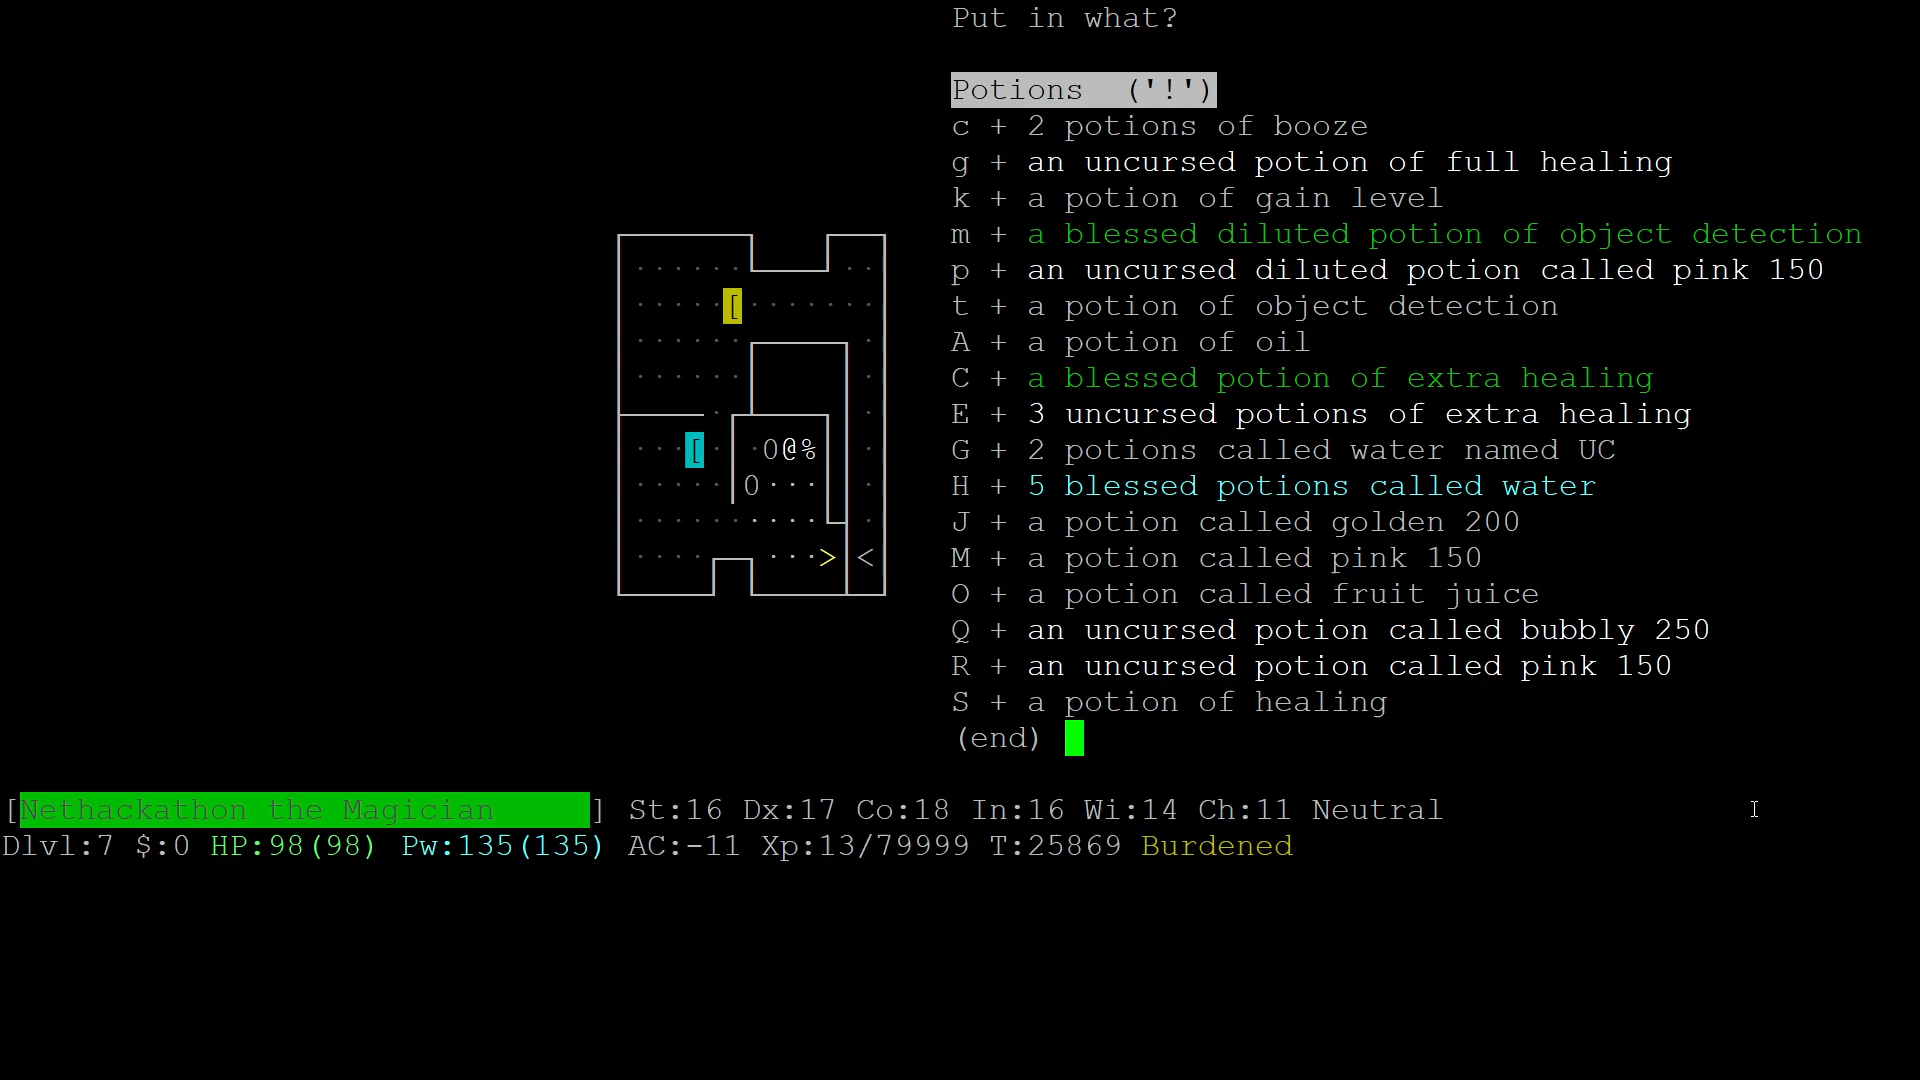 Put in what?
Potions ('!')
c + 2 potions of booze
g + an uncursed potion of full healing
k + a potion of gain level
m + a blessed diluted potion of object detection
p + an uncursed diluted potion called pink 150
t + a potion of object detection
A + a potion of oil
C + a blessed potion of extra healing
E + 3 uncursed potions of extra healing
G + 2 potions called water named UC
H + 5 blessed potions called water
J + a potion called golden 200
M + a potion called pink 150
O + a potion called fruit juice
Q + an uncursed potion called bubbly 250
R + an uncursed potion called pink 150
S + a potion of healing
(end)
[Nethackathon the Magician ] St:16 Dx:17 Co:18 In:16 Wi:14 Ch:11 Neutral
Dlvl:7 $:0 HP:98(98) Pw:135(135) AC:-11 Xp:13/79999 T:25869 Burdened